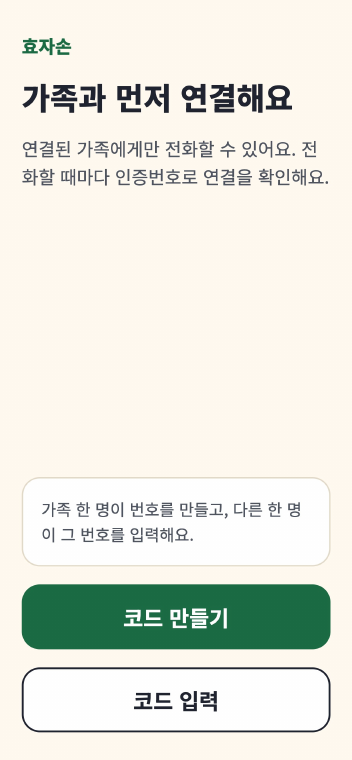 효자손
가족과 먼저 연결해요
연결된 가족에게만 전화할 수 있어요. 전
화할 때마다 인증번호로 연결을 확인해요.
가족 한 명이 번호를 만들고, 다른 한 명
이 그 번호를 입력해요.
코드 만들기
코드 입력